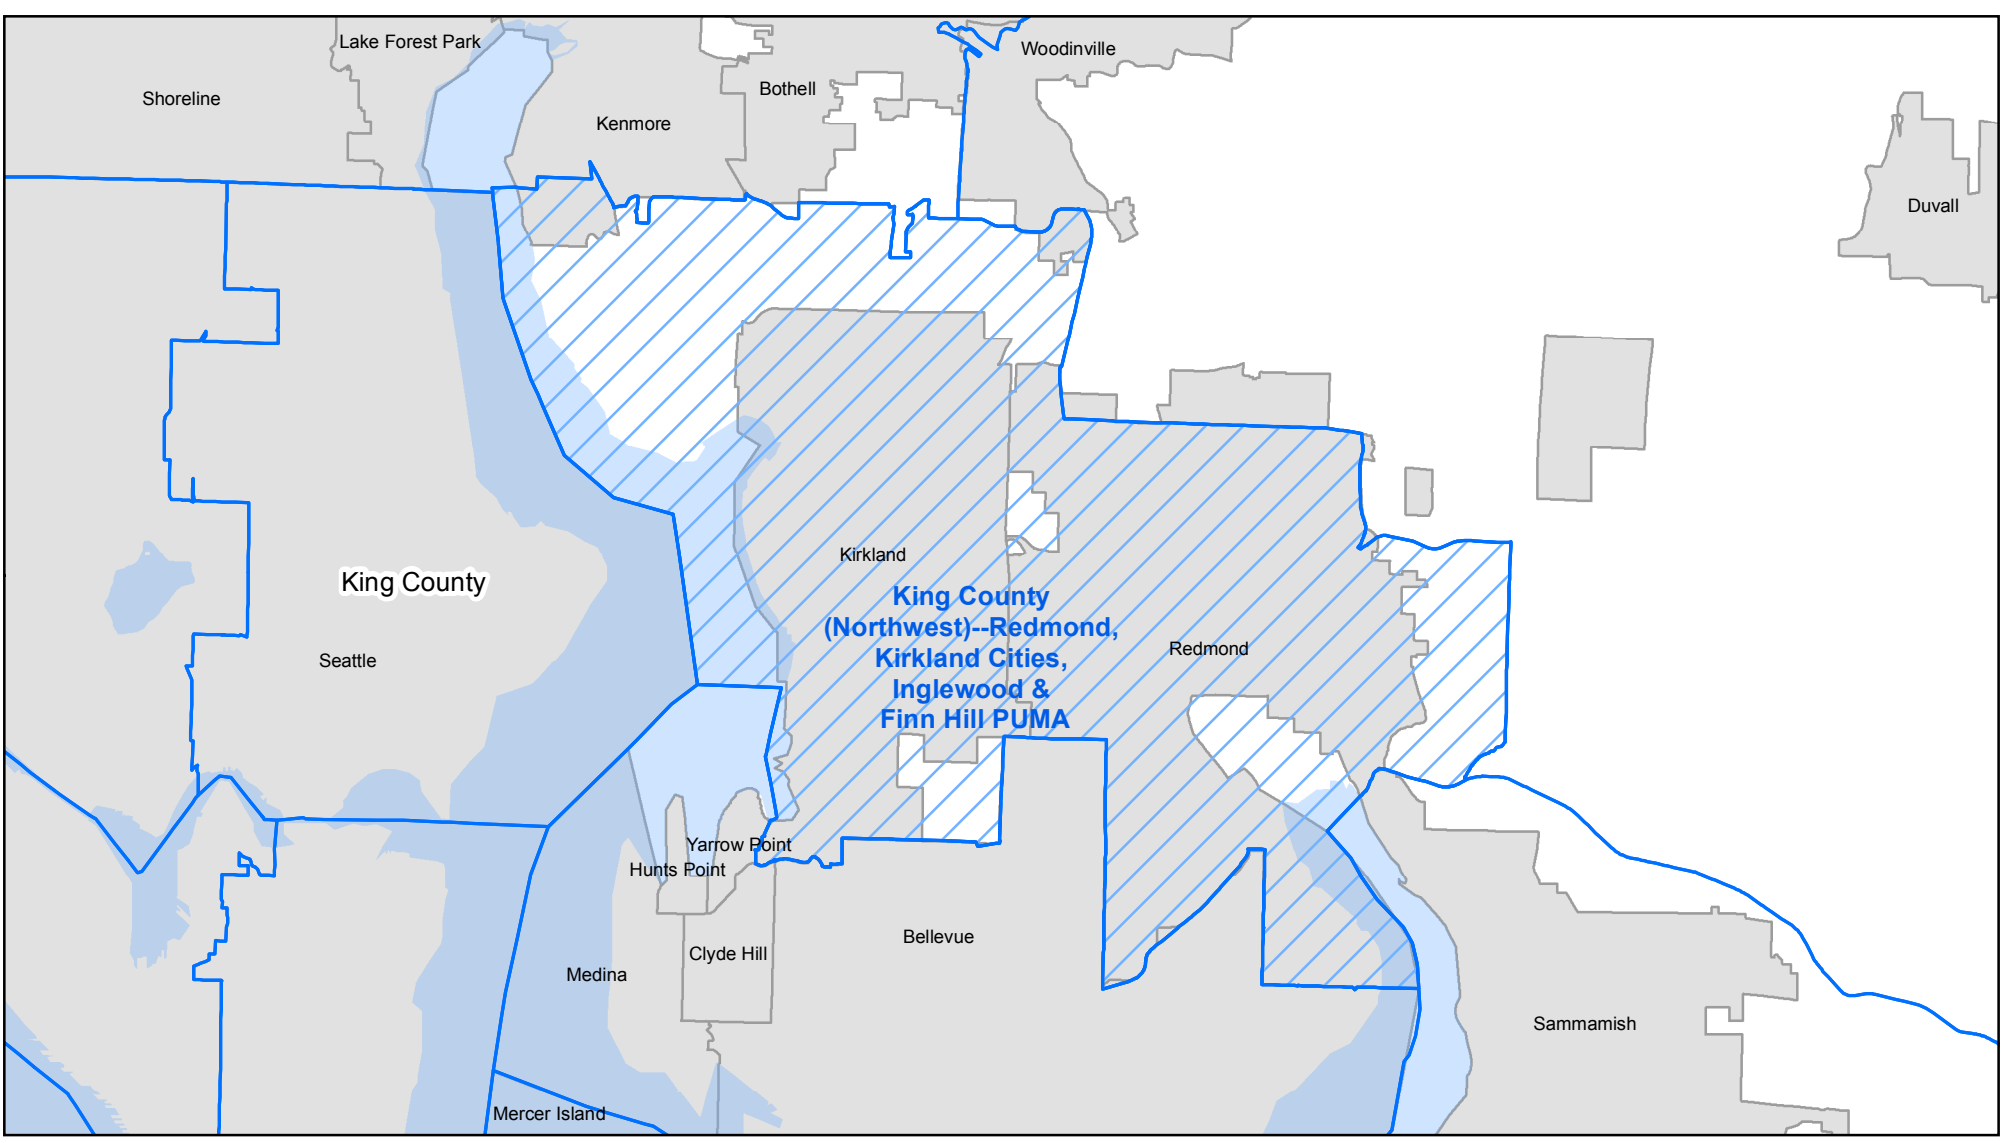 Lake Forest Park
Woodinville
Shoreline
Bothell
Kenmore
Duvall
Kirkland
King County
King County
(Northwest)--Redmond,
Kirkland Cities,
Inglewood &
Finn Hill PUMA
Redmond
Seattle
Yarrow Point
Hunts Point
Bellevue
Clyde Hill
Medina
Sammamish
Mercer Island